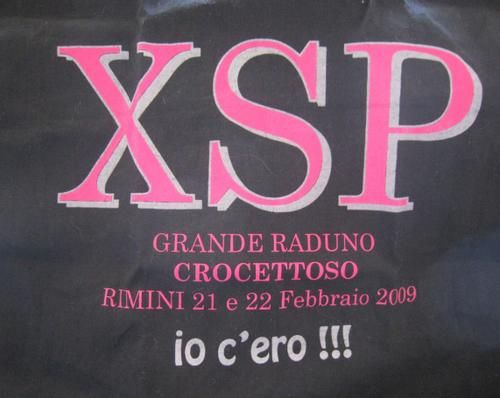 XSP
GRANDE RADUNO
CROCETTOSO
RIMINI 21 e 22 Febbraio 2009
io c'ero !!!